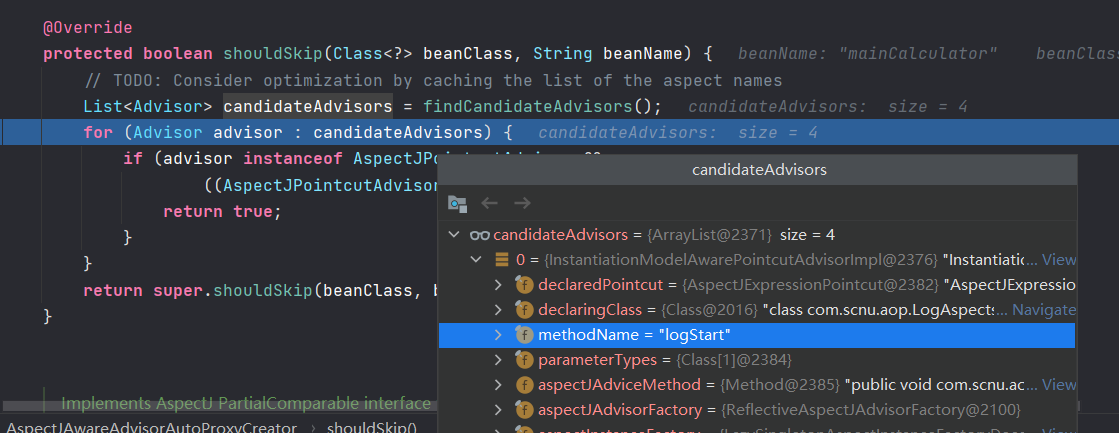 @Override
protected boolean shouldSkip(Class<?> beanClass, String beanName) {   beanName: "mainCalculator"   beanClass
// TODO: Consider optimization by caching the list of the aspect names
List<Advisor> candidateAdvisors = findCandidateAdvisors();   candidateAdvisors:  size = 4
for (Advisor advisor : candidateAdvisors) {   candidateAdvisors:  size = 4
if (advisor instanceof
((AspectJPointcutAdvisor
return true;
}
}
return super.shouldSkip(beanClass,
}
candidateAdvisors
candidateAdvisors = {ArrayList@2371}  size = 4
0 = {InstantiationModelAwarePointcutAdvisorImpl@2376} "Instantiatio... View
declaredPointcut = {AspectJExpressionPointcut@2382} "AspectJExpression
declaringClass = {Class@2016} "class com.scnu.aop.LogAspects... Navigate
methodName = "logStart"
parameterTypes = {Class[1]@2384}
aspectJAdviceMethod = {Method@2385} "public void com.scnu.ac... View
aspectJAdvisorFactory = {ReflectiveAspectJAdvisorFactory@2100}
Implements AspectJ PartialComparable interface
AspectJAwareAdvisorAutoProxyCreator  ›  shouldSkip()